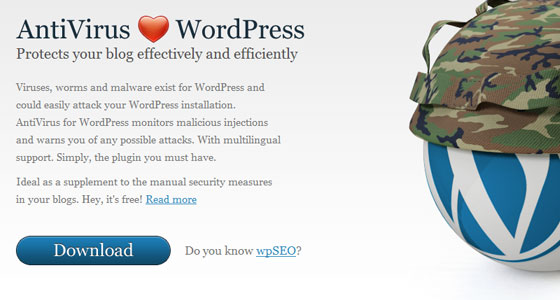 AntiVirus WordPress
Protects your blog effectively and efficiently
Viruses, worms and malware exist for WordPress and
could easily attack your WordPress installation.
AntiVirus for WordPress monitors malicious injections
and warns you of any possible attacks. With multilingual
support. Simply, the plugin you must have.
Ideal as a supplement to the manual security measures
in your blogs. Hey, it's free! Read more
Download
Do you know wpSEO?